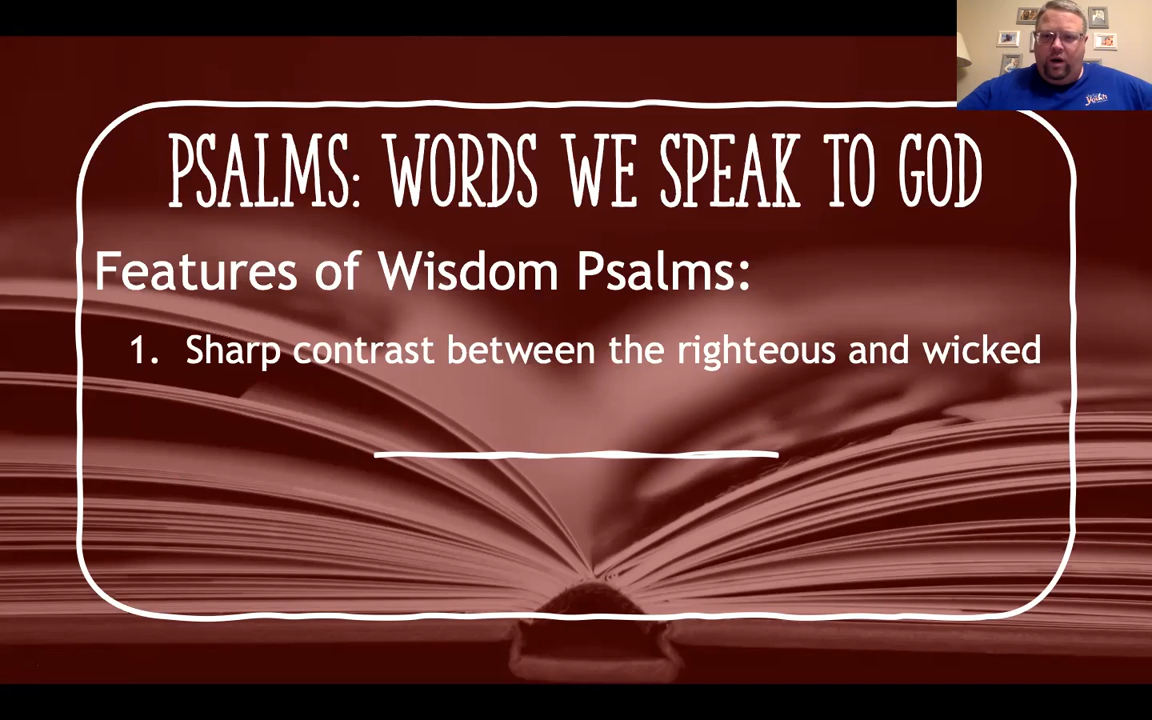 PSALMS: WORDS WE SPEAK TO GOD
Features of Wisdom Psalms:
1. Sharp contrast between the righteous and wicked